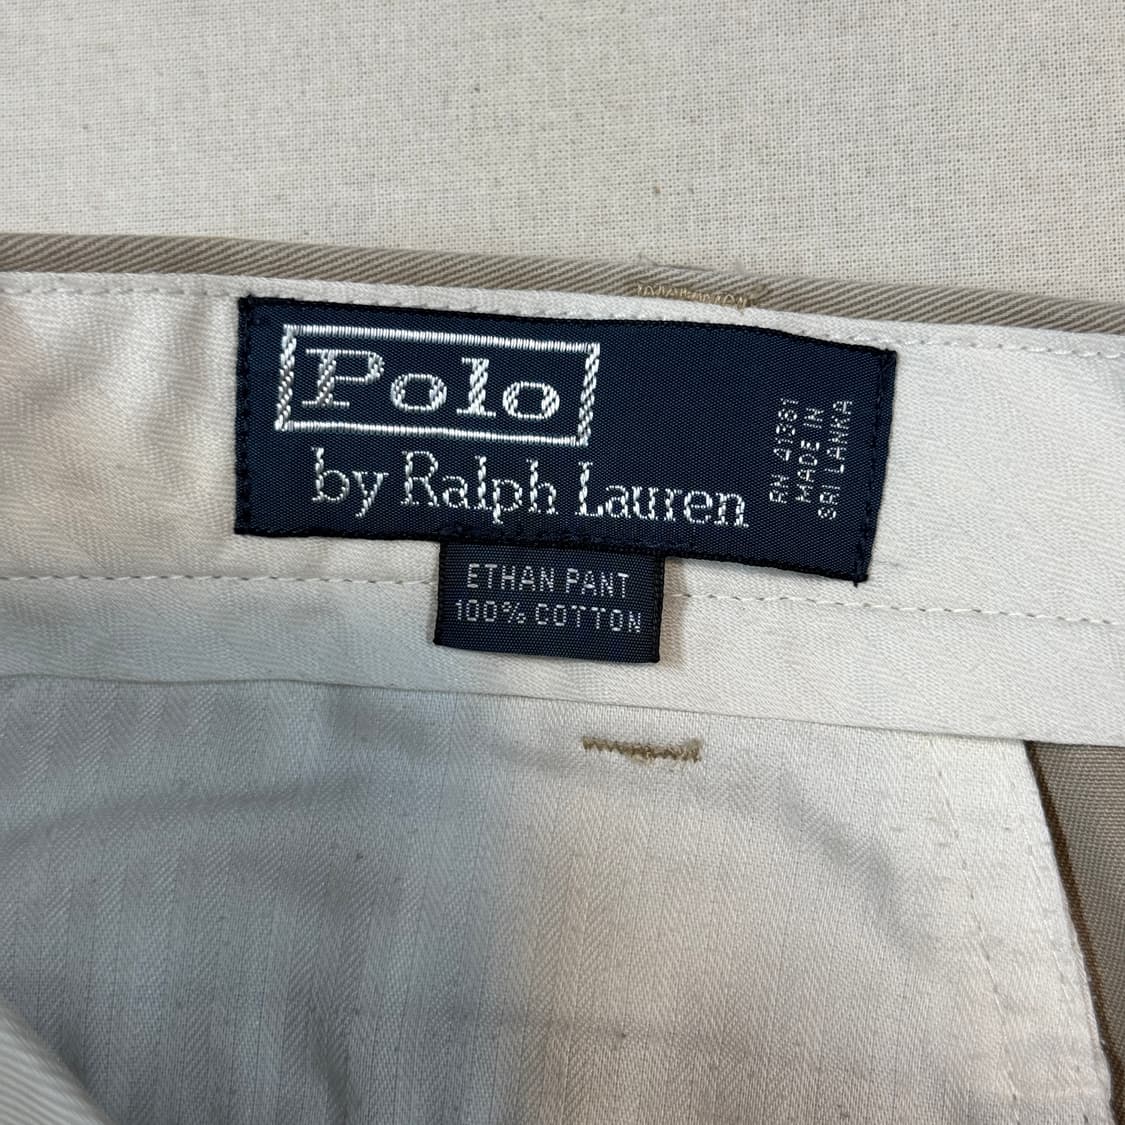 Polo
by Ralph Lauren
RN 41381
MADE IN
SRI LANKA
ETHAN PANT
100% COTTON